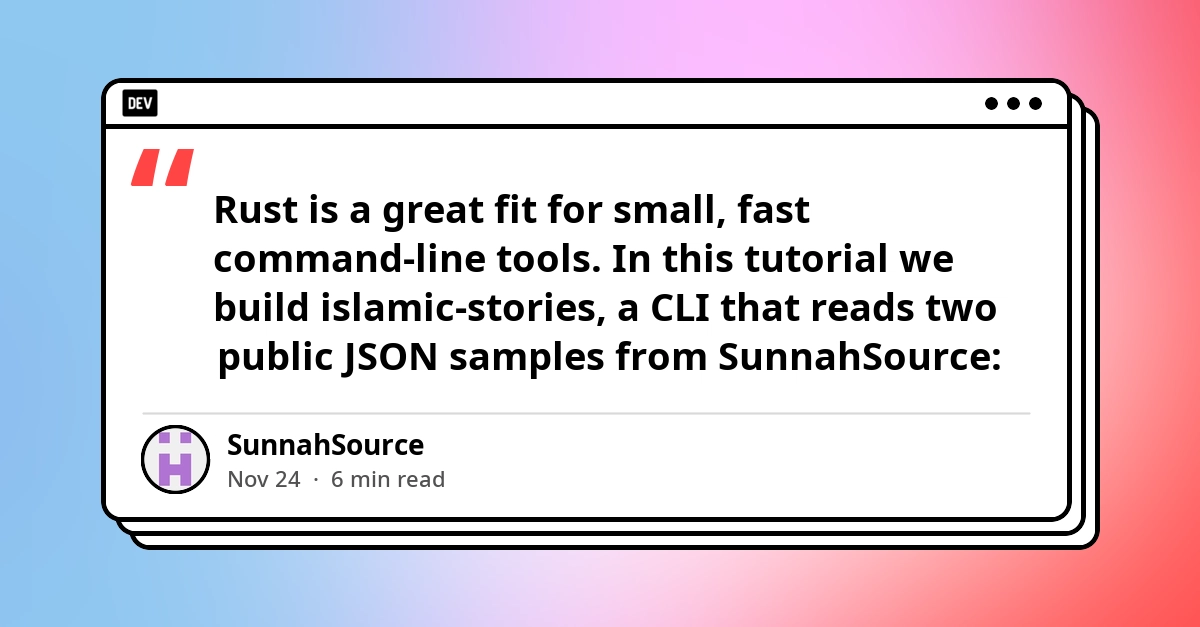 DEV
Rust is a great fit for small, fast
command-line tools. In this tutorial we
build islamic-stories, a CLI that reads two
public JSON samples from SunnahSource:
SunnahSource
Nov 24 · 6 min read